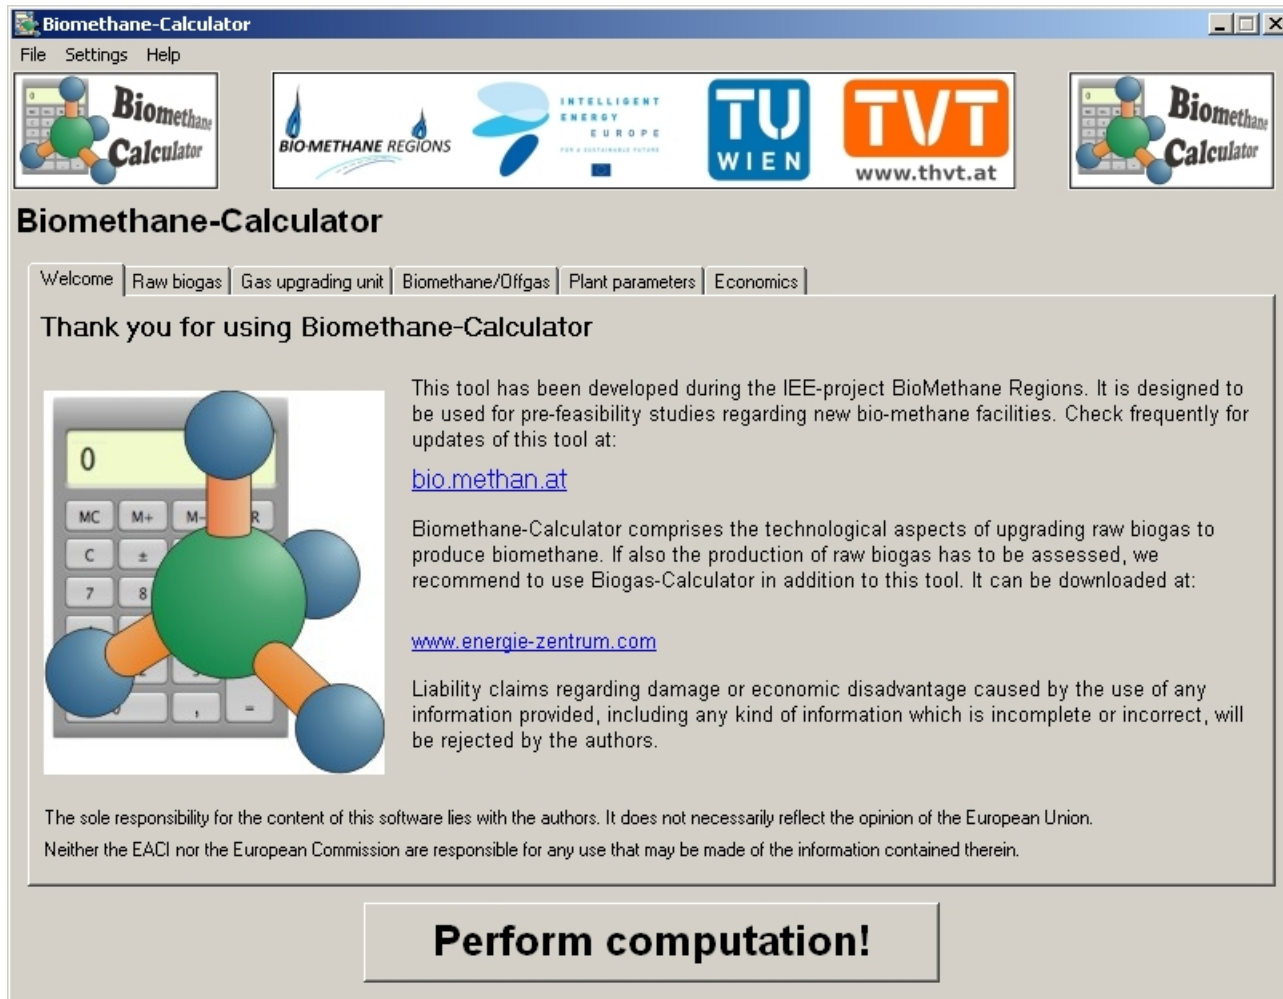 Biomethane-Calculator
File Settings Help
Biomethane
Calculator
BIO-METHANE REGIONS
INTELLIGENT
ENERGY
EUROPE
FOR A SUSTAINABLE FUTURE
TU
WIEN
TVT
www.thvt.at
Biomethane
Calculator
Biomethane-Calculator
Welcome Raw biogas Gas upgrading unit Biomethane/Offgas Plant parameters Economics
Thank you for using Biomethane-Calculator
This tool has been developed during the IEE-project BioMethane Regions. It is designed to
be used for pre-feasibility studies regarding new bio-methane facilities. Check frequently for
updates of this tool at:
bio.methan.at
Biomethane-Calculator comprises the technological aspects of upgrading raw biogas to
produce biomethane. If also the production of raw biogas has to be assessed, we
recommend to use Biogas-Calculator in addition to this tool. It can be downloaded at:
www.energie-zentrum.com
Liability claims regarding damage or economic disadvantage caused by the use of any
information provided, including any kind of information which is incomplete or incorrect, will
be rejected by the authors.
0
MC M+ M- R
C ±
7 8
, =
The sole responsibility for the content of this software lies with the authors. It does not necessarily reflect the opinion of the European Union.
Neither the EACI nor the European Commission are responsible for any use that may be made of the information contained therein.
Perform computation!